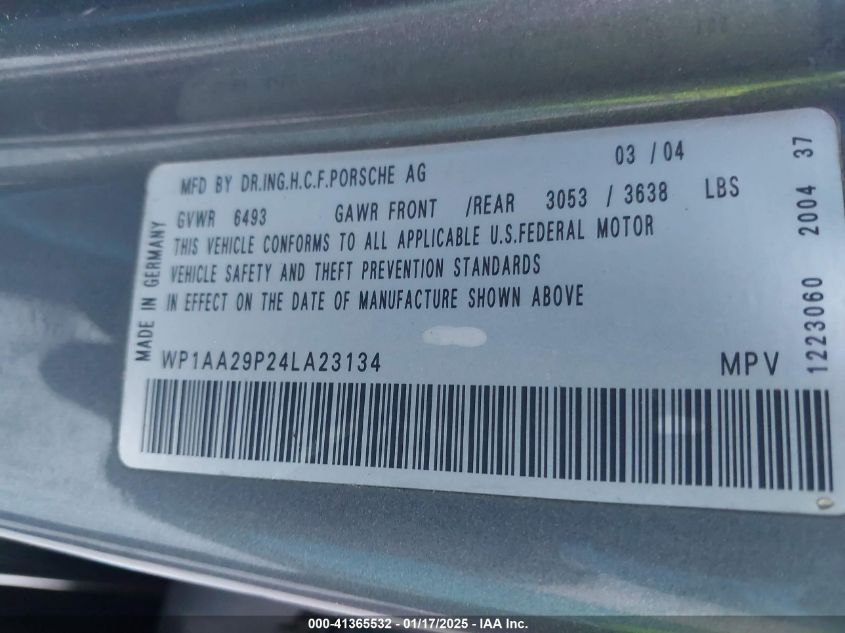 MFD BY DR.ING.H.C.F.PORSCHE AG 03 / 04
GVWR 6493 GAWR FRONT /REAR 3053 / 3638 LBS
THIS VEHICLE CONFORMS TO ALL APPLICABLE U.S.FEDERAL MOTOR
VEHICLE SAFETY AND THEFT PREVENTION STANDARDS
IN EFFECT ON THE DATE OF MANUFACTURE SHOWN ABOVE
WP1AA29P24LA23134 MPV
MADE IN GERMANY
1223060 2004 37
000-41365532 - 01/17/2025 - IAA Inc.